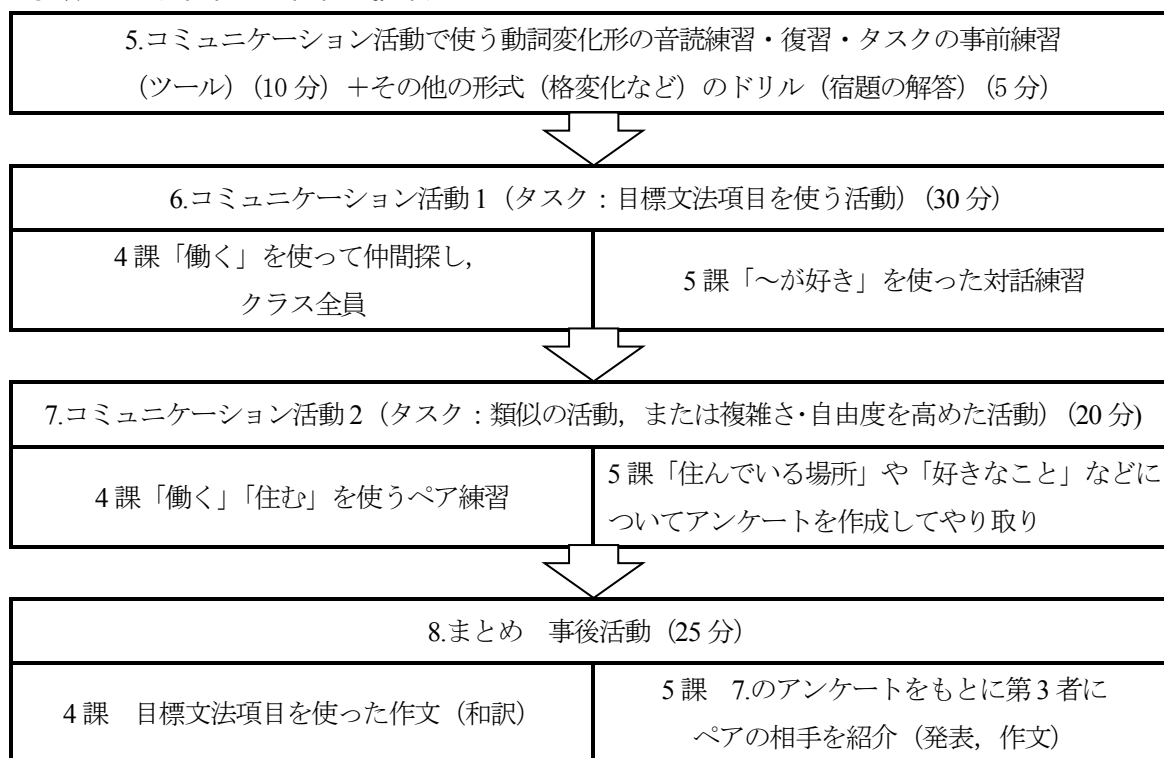 5.コミュニケーション活動で使う動詞変化形の音読練習・復習・タスクの事前練習
（ツール）（10 分）＋その他の形式（格変化など）のドリル（宿題の解答）（5 分）
6.コミュニケーション活動 1（タスク：目標文法項目を使う活動）（30 分）
4 課「働く」を使って仲間探し，
クラス全員
5 課「～が好き」を使った対話練習
7.コミュニケーション活動 2（タスク：類似の活動，または複雑さ・自由度を高めた活動）（20 分)
4 課「働く」「住む」を使うペア練習
5 課「住んでいる場所」や「好きなこと」などに
ついてアンケートを作成してやり取り
8.まとめ　事後活動（25 分）
4 課　目標文法項目を使った作文（和訳）
5 課　7.のアンケートをもとに第 3 者に
ペアの相手を紹介（発表，作文）